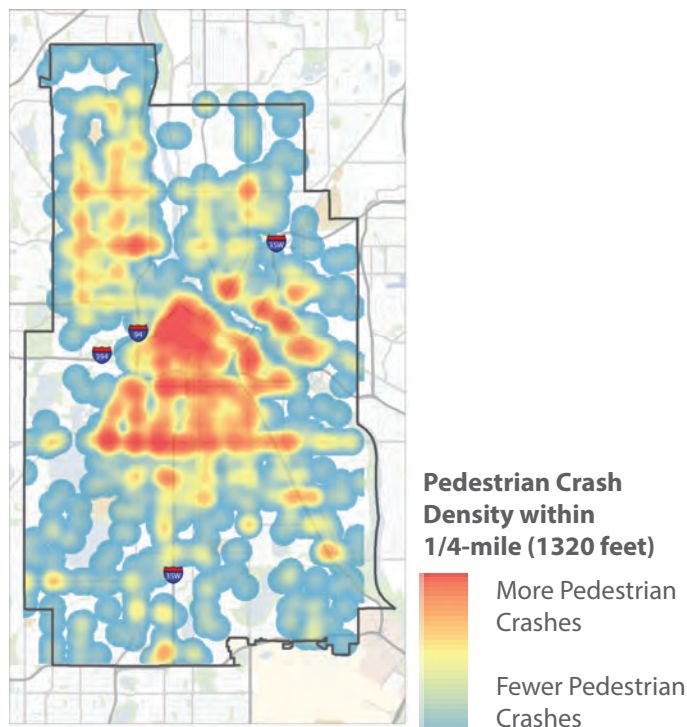 35W
94
394
35W
Pedestrian Crash
Density within
1/4-mile (1320 feet)
More Pedestrian
Crashes
Fewer Pedestrian
Crashes